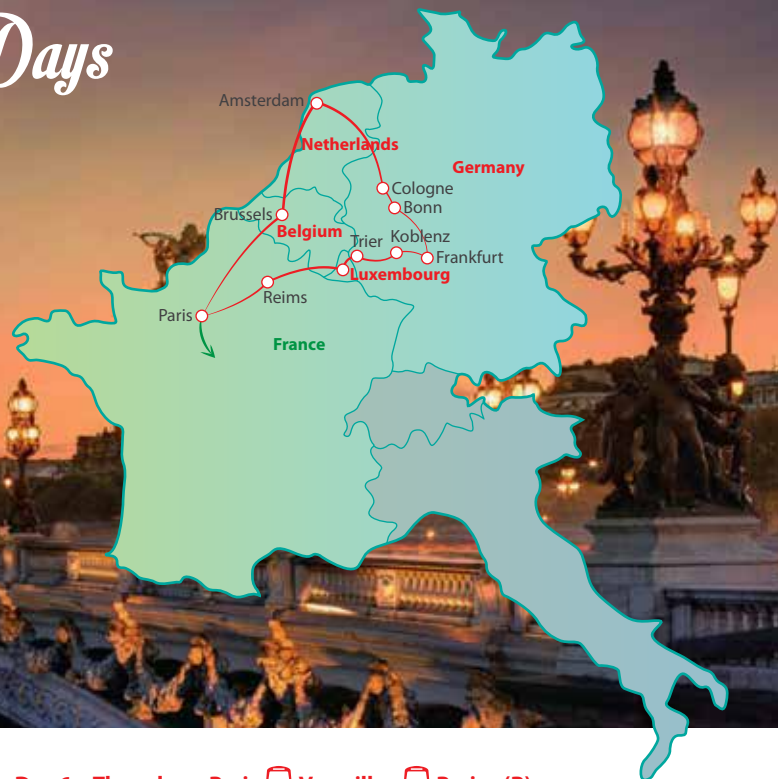 Days
Amsterdam
Netherlands
Germany
Cologne
Brussels
Bonn
Belgium
Trier
Koblenz
Frankfurt
Luxembourg
Reims
Paris
France